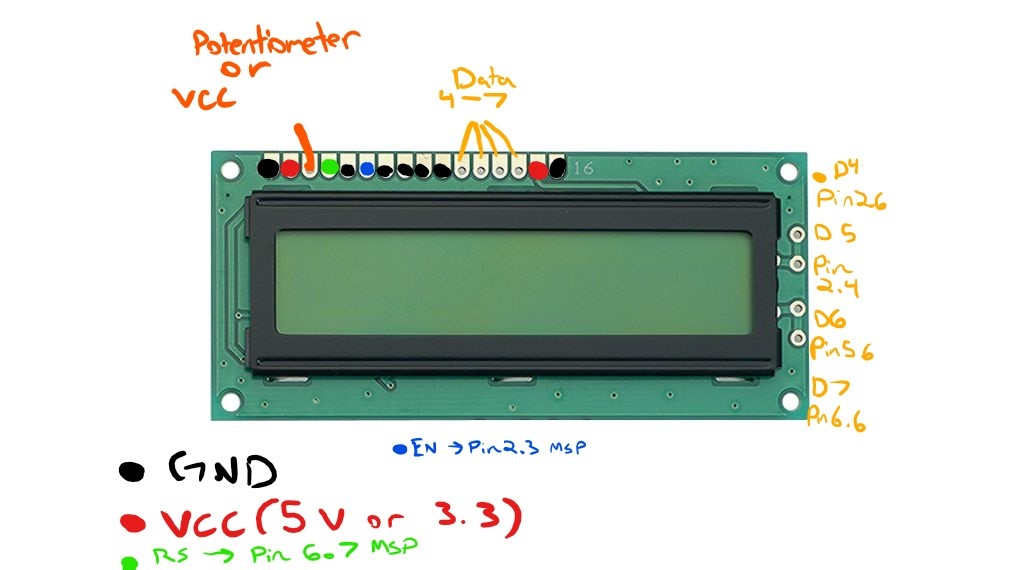 Potentiometer
or
VCC
Data
4-7
16
D4
Pin2.6
D5
Pin
2.4
D6
Pin5 6
D7
Pn6.6
EN → Pin2.3 MSP
GND
VCC (5V or 3.3)
RS → Pin 6.7 MSP